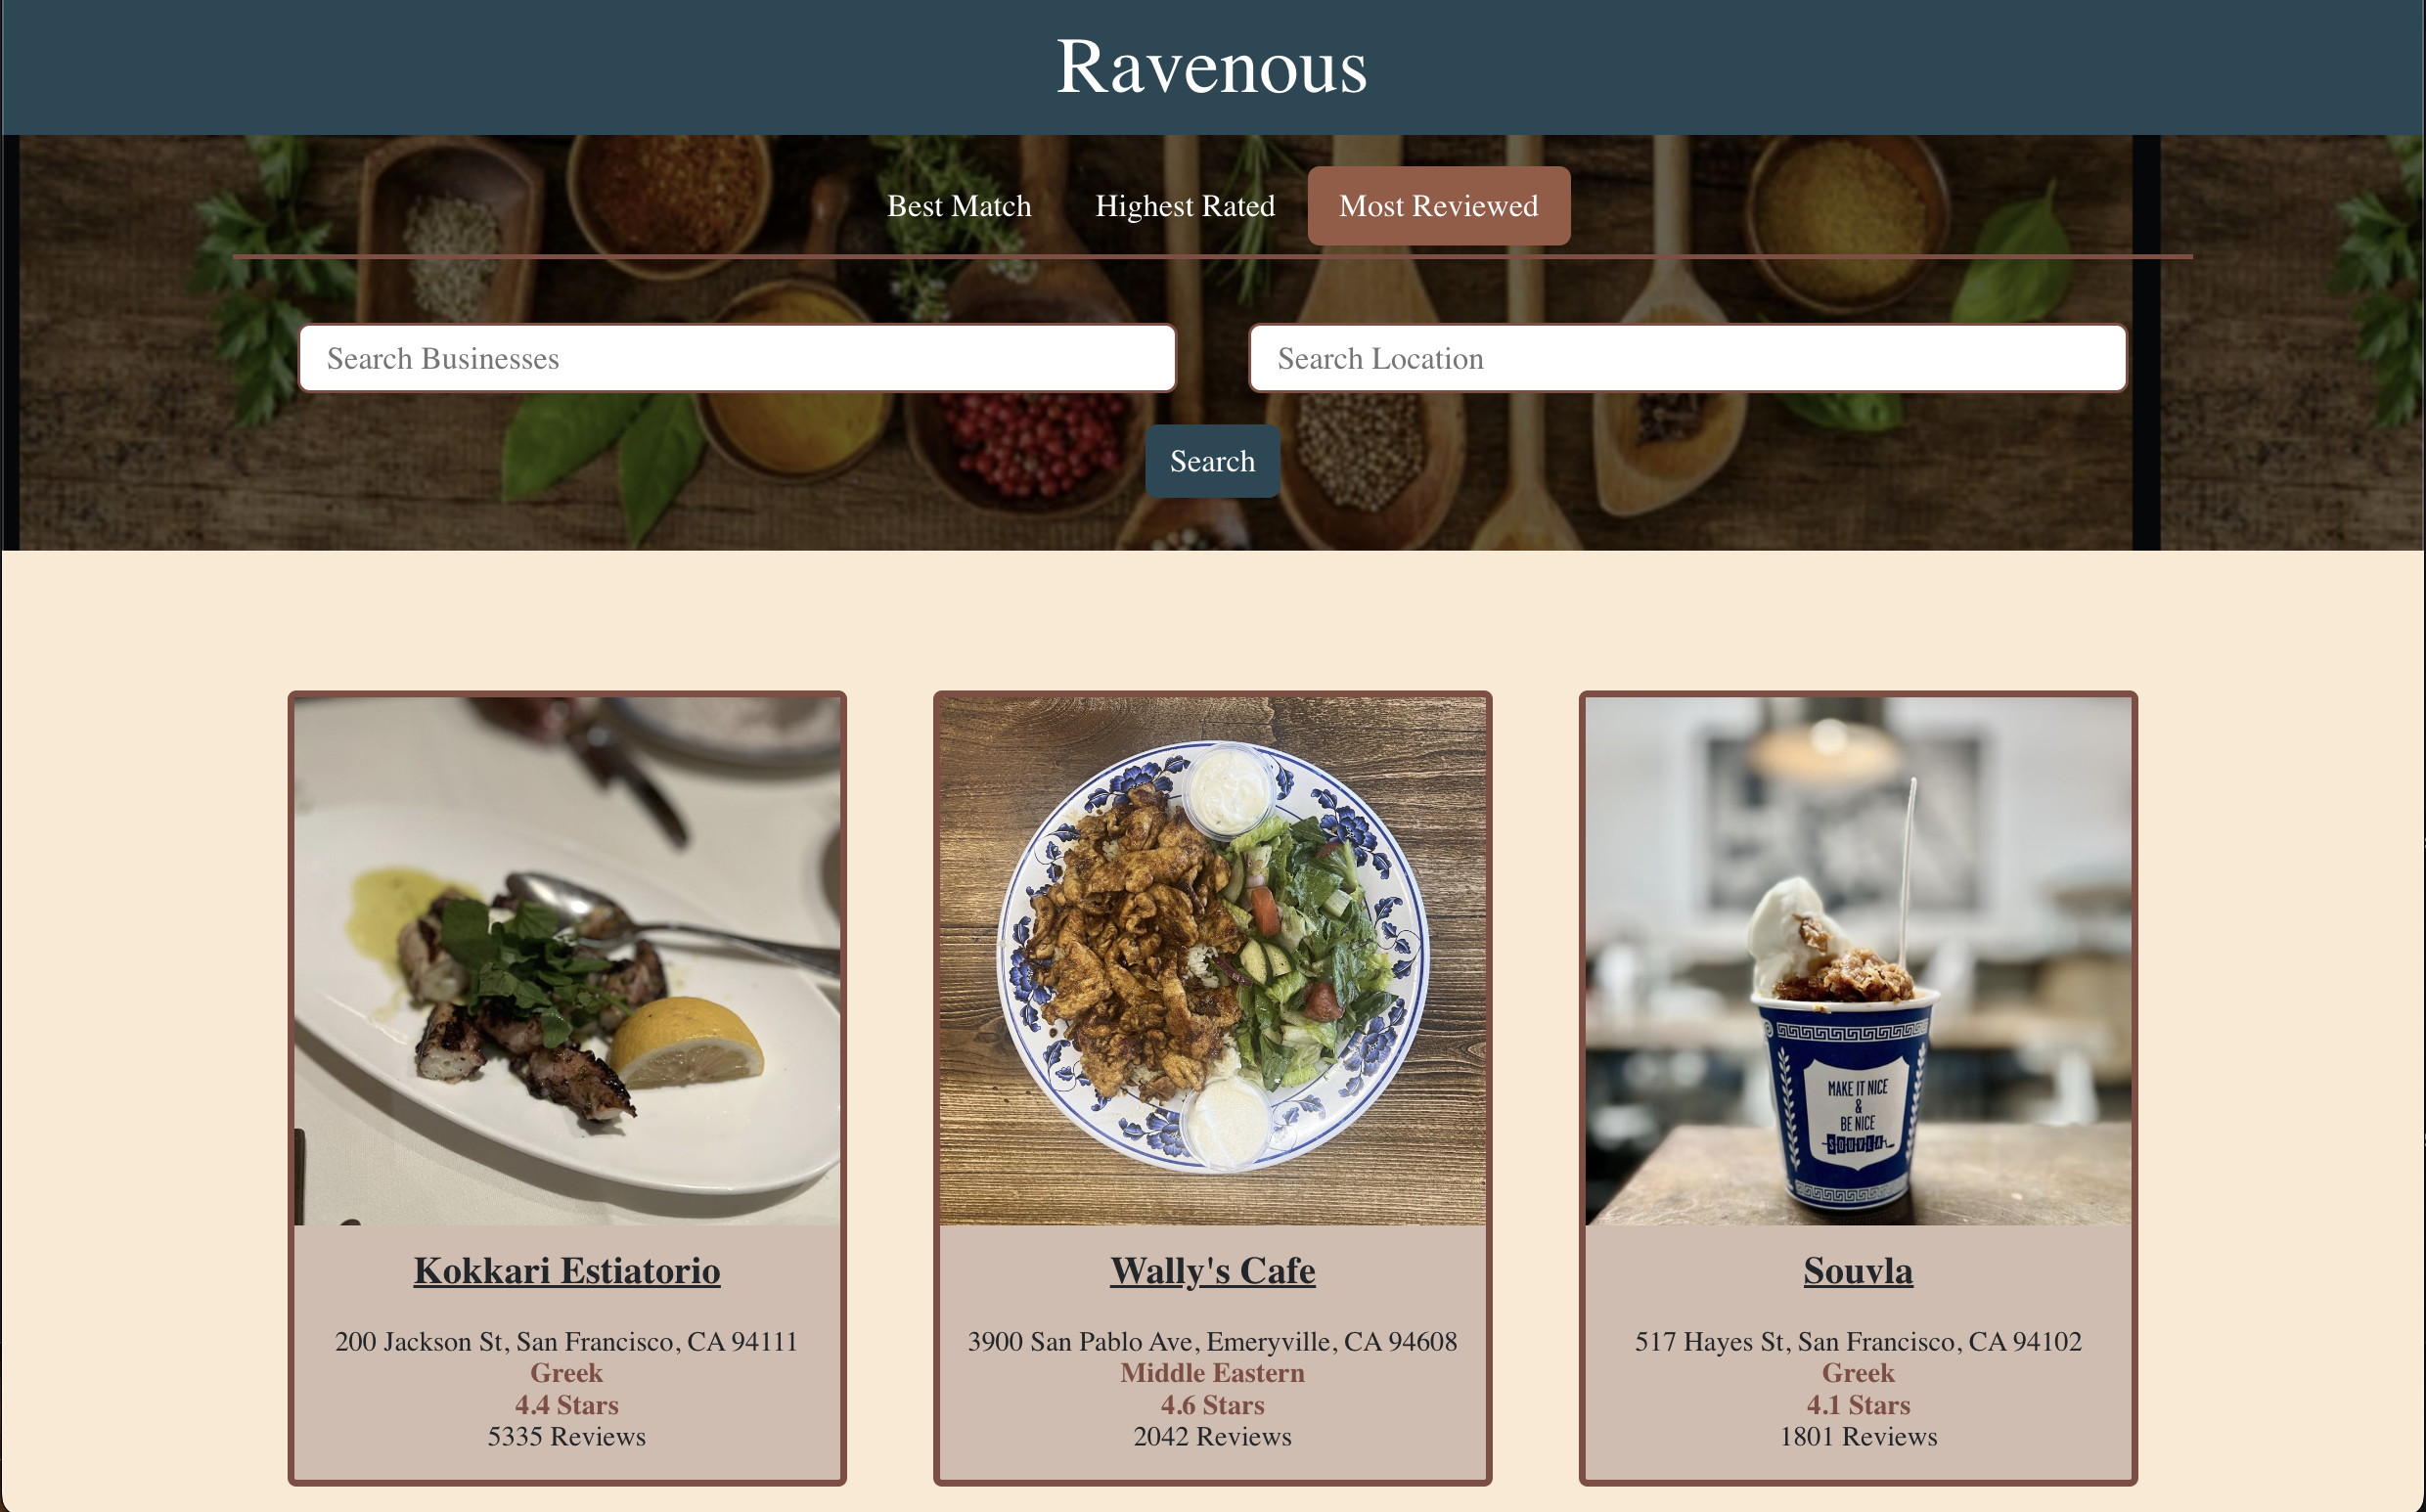 Ravenous
Best Match Highest Rated Most Reviewed
Search Businesses Search Location
Search
MAKE IT NICE
&
BE NICE
SOUVLA
Kokkari Estiatorio
200 Jackson St, San Francisco, CA 94111
Greek
4.4 Stars
5335 Reviews
Wally's Cafe
3900 San Pablo Ave, Emeryville, CA 94608
Middle Eastern
4.6 Stars
2042 Reviews
Souvla
517 Hayes St, San Francisco, CA 94102
Greek
4.1 Stars
1801 Reviews